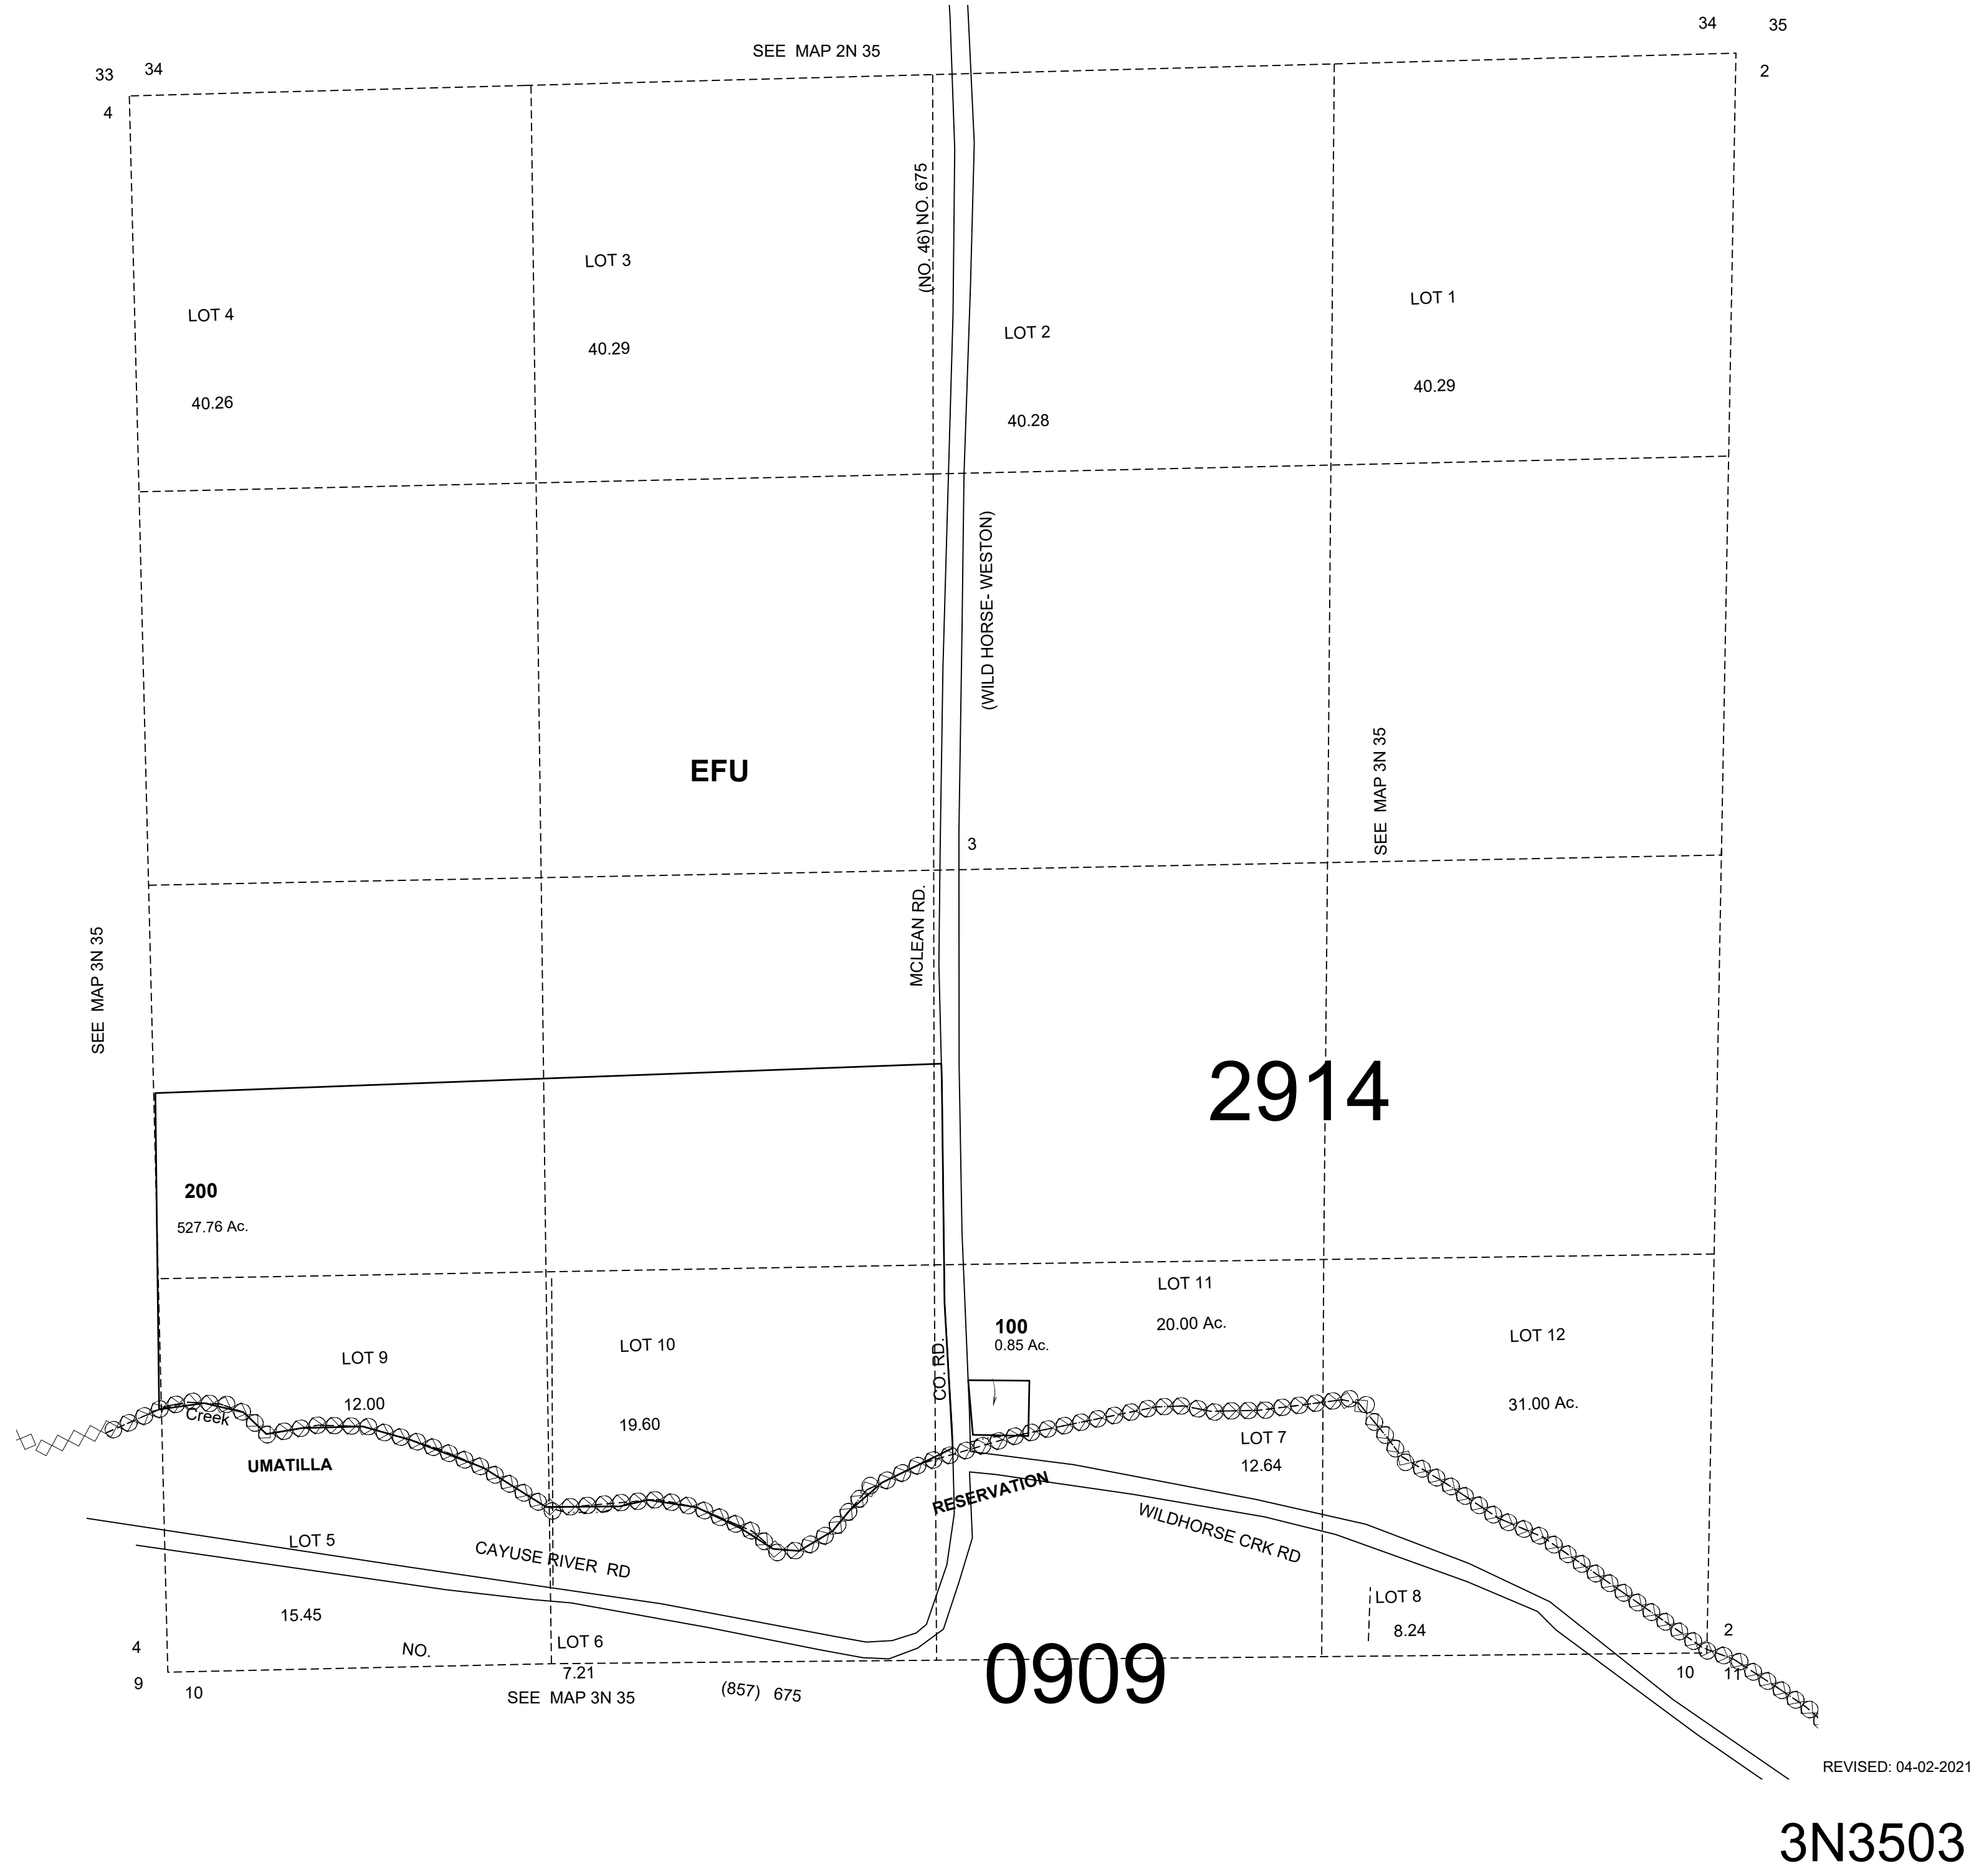 34 35
SEE MAP 2N 35
33 34
2
4
(NO. 46) NO. 675
LOT 3
LOT 1
LOT 4
LOT 2
40.29
40.29
40.26
40.28
(WILD HORSE- WESTON)
SEE MAP 3N 35
EFU
3
MCLEAN RD.
SEE MAP 3N 35
2914
200
527.76 Ac.
LOT 11
100
0.85 Ac.
20.00 Ac.
LOT 12
LOT 10
LOT 9
CO. RD.
12.00
31.00 Ac.
Creek
19.60
LOT 7
12.64
UMATILLA
RESERVATION
WILDHORSE CRK RD
LOT 5
CAYUSE RIVER RD
LOT 8
15.45
8.24
2
4
NO.
LOT 6
0909
7.21
10 11
9
10
SEE MAP 3N 35
(857) 675
REVISED: 04-02-2021
3N3503